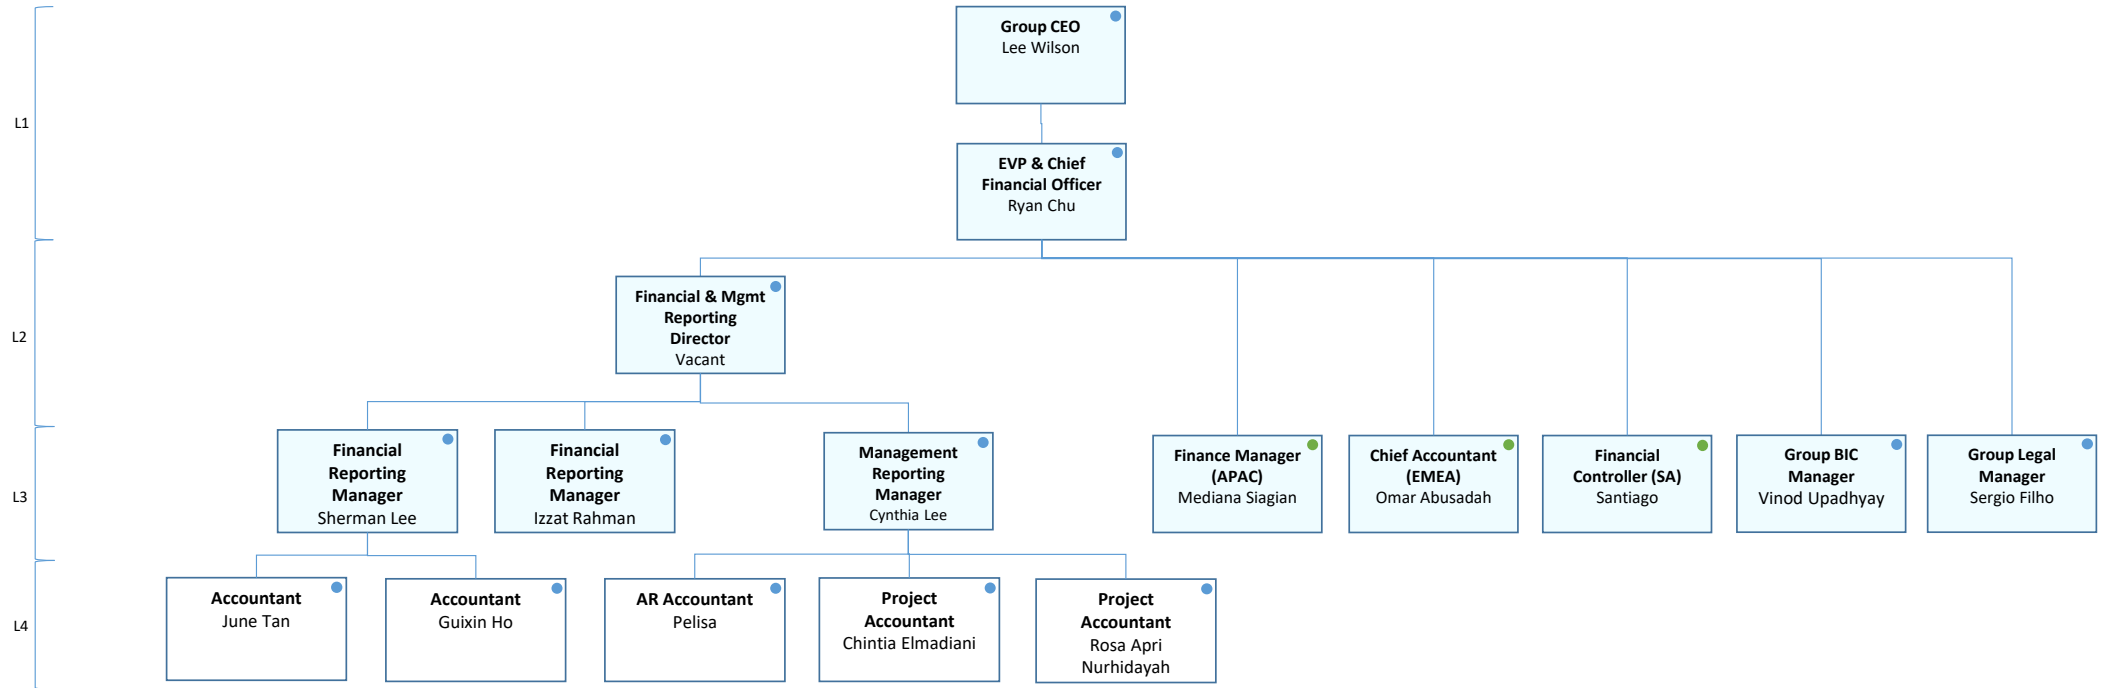 Group CEO
Lee Wilson
L1
EVP & Chief
Financial Officer
Ryan Chu
L2
Financial & Mgmt
Reporting
Director
Vacant
L3
Financial
Reporting
Manager
Sherman Lee
Financial
Reporting
Manager
Izzat Rahman
Management
Reporting
Manager
Cynthia Lee
Finance Manager
(APAC)
Mediana Siagian
Chief Accountant
(EMEA)
Omar Abusadah
Financial
Controller (SA)
Santiago
Group BIC
Manager
Vinod Upadhyay
Group Legal
Manager
Sergio Filho
L4
Accountant
June Tan
Accountant
Guixin Ho
AR Accountant
Pelisa
Project
Accountant
Chintia Elmadiani
Project
Accountant
Rosa Apri
Nurhidayah